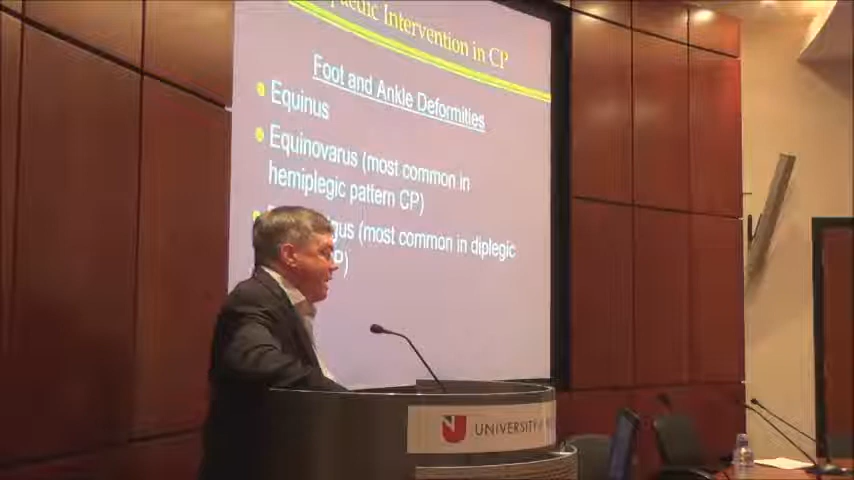 Intervention in CP
Foot and Ankle Deformities
Equinus
Equinovarus (most common in
hemiplegic pattern CP)
(most common in diplegic
UNIVERSITY